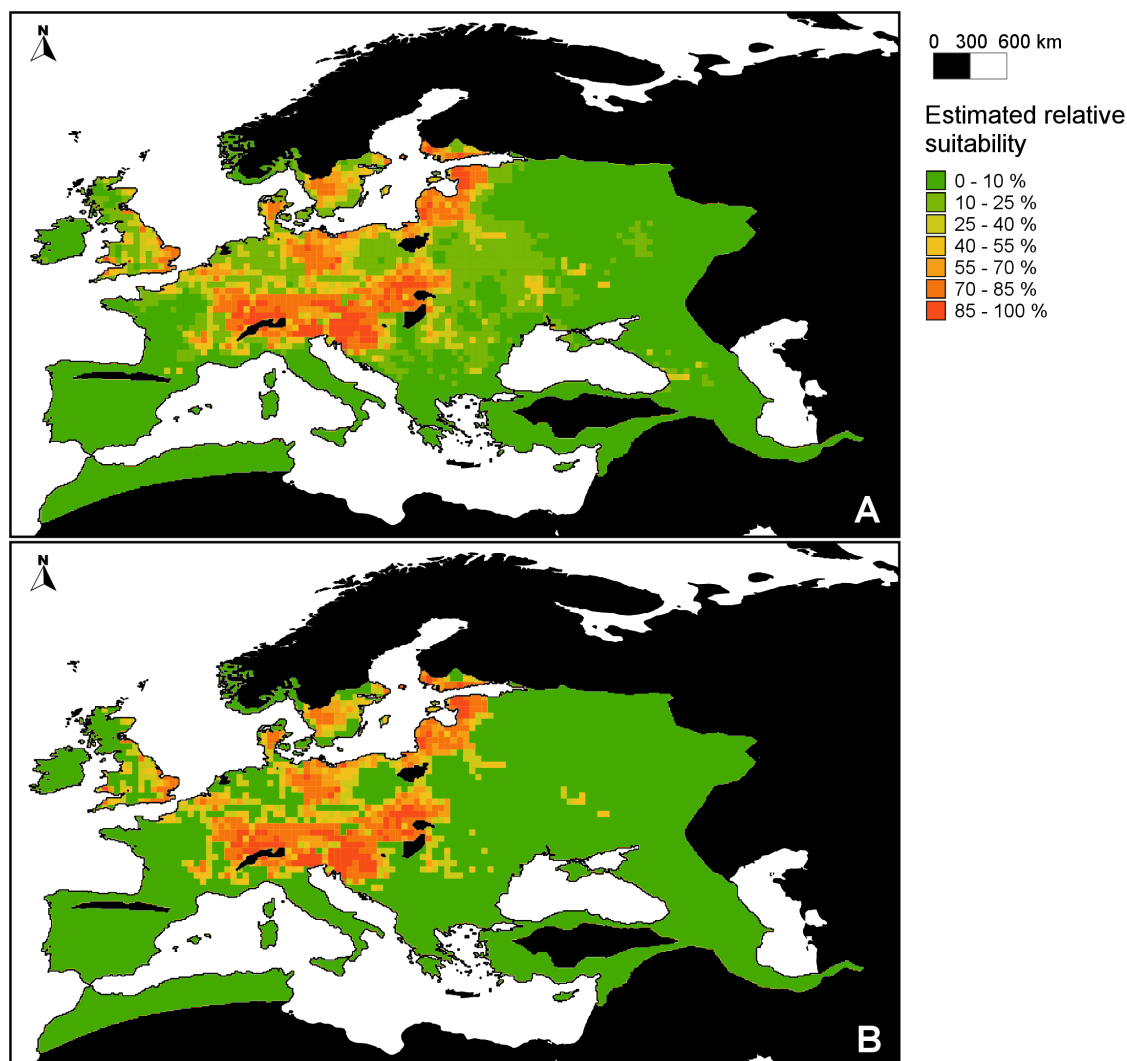 N
0 300 600 km
Estimated relative
suitability
0 - 10 %
10 - 25 %
25 - 40 %
40 - 55 %
55 - 70 %
70 - 85 %
85 - 100 %
A
N
B